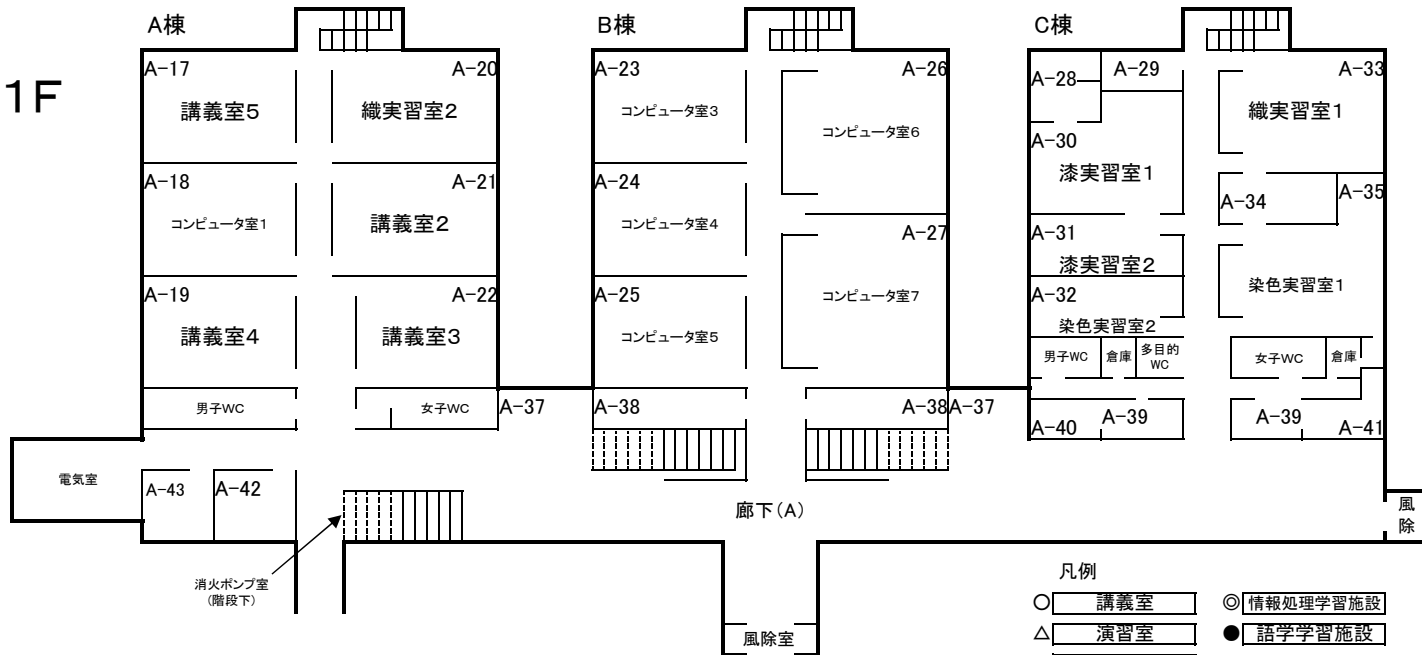 1F
A棟
B棟
C棟
A-17
講義室5
A-20
織実習室2
A-18
コンピュータ室1
A-21
講義室2
A-19
講義室4
A-22
講義室3
男子WC
女子WC
A-37
電気室
A-43
A-42
消火ポンプ室
(階段下)
A-23
コンピュータ室3
A-26
コンピュータ室6
A-24
コンピュータ室4
A-27
コンピュータ室7
A-25
コンピュータ室5
A-38
A-38
A-37
廊下(A)
風除室
A-28
A-29
A-33
織実習室1
A-30
漆実習室1
A-34
A-35
A-31
漆実習室2
染色実習室1
A-32
染色実習室2
男子WC
倉庫
多目的
WC
女子WC
倉庫
A-40
A-39
A-39
A-41
風
除
凡例
○ 講義室
◎ 情報処理学習施設
△ 演習室
● 語学学習施設